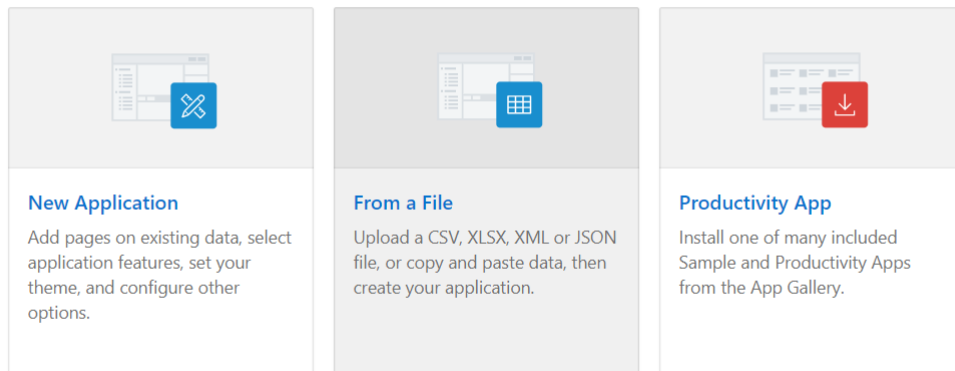 New Application
Add pages on existing data, select
application features, set your
theme, and configure other
options.
From a File
Upload a CSV, XLSX, XML or JSON
file, or copy and paste data, then
create your application.
Productivity App
Install one of many included
Sample and Productivity Apps
from the App Gallery.